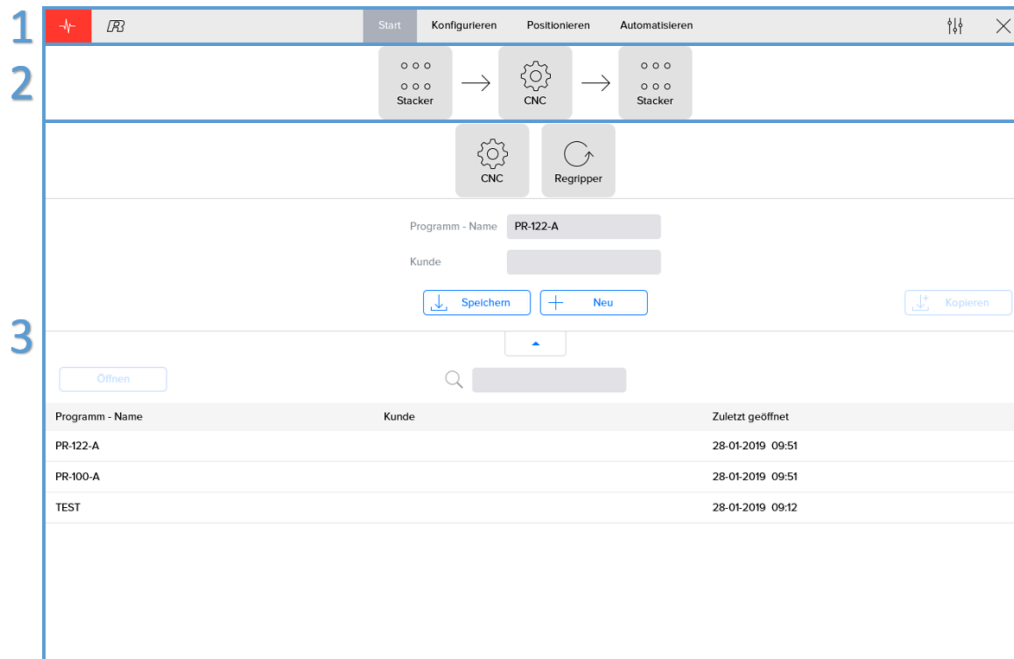 1
Start Konfigurieren Positionieren Automatisieren
2
Stacker CNC Stacker
CNC Regripper
Programm - Name PR-122-A
Kunde
Speichern Neu Kopieren
3
Öffnen
Programm - Name Kunde Zuletzt geöffnet
PR-122-A 28-01-2019 09:51
PR-100-A 28-01-2019 09:51
TEST 28-01-2019 09:12